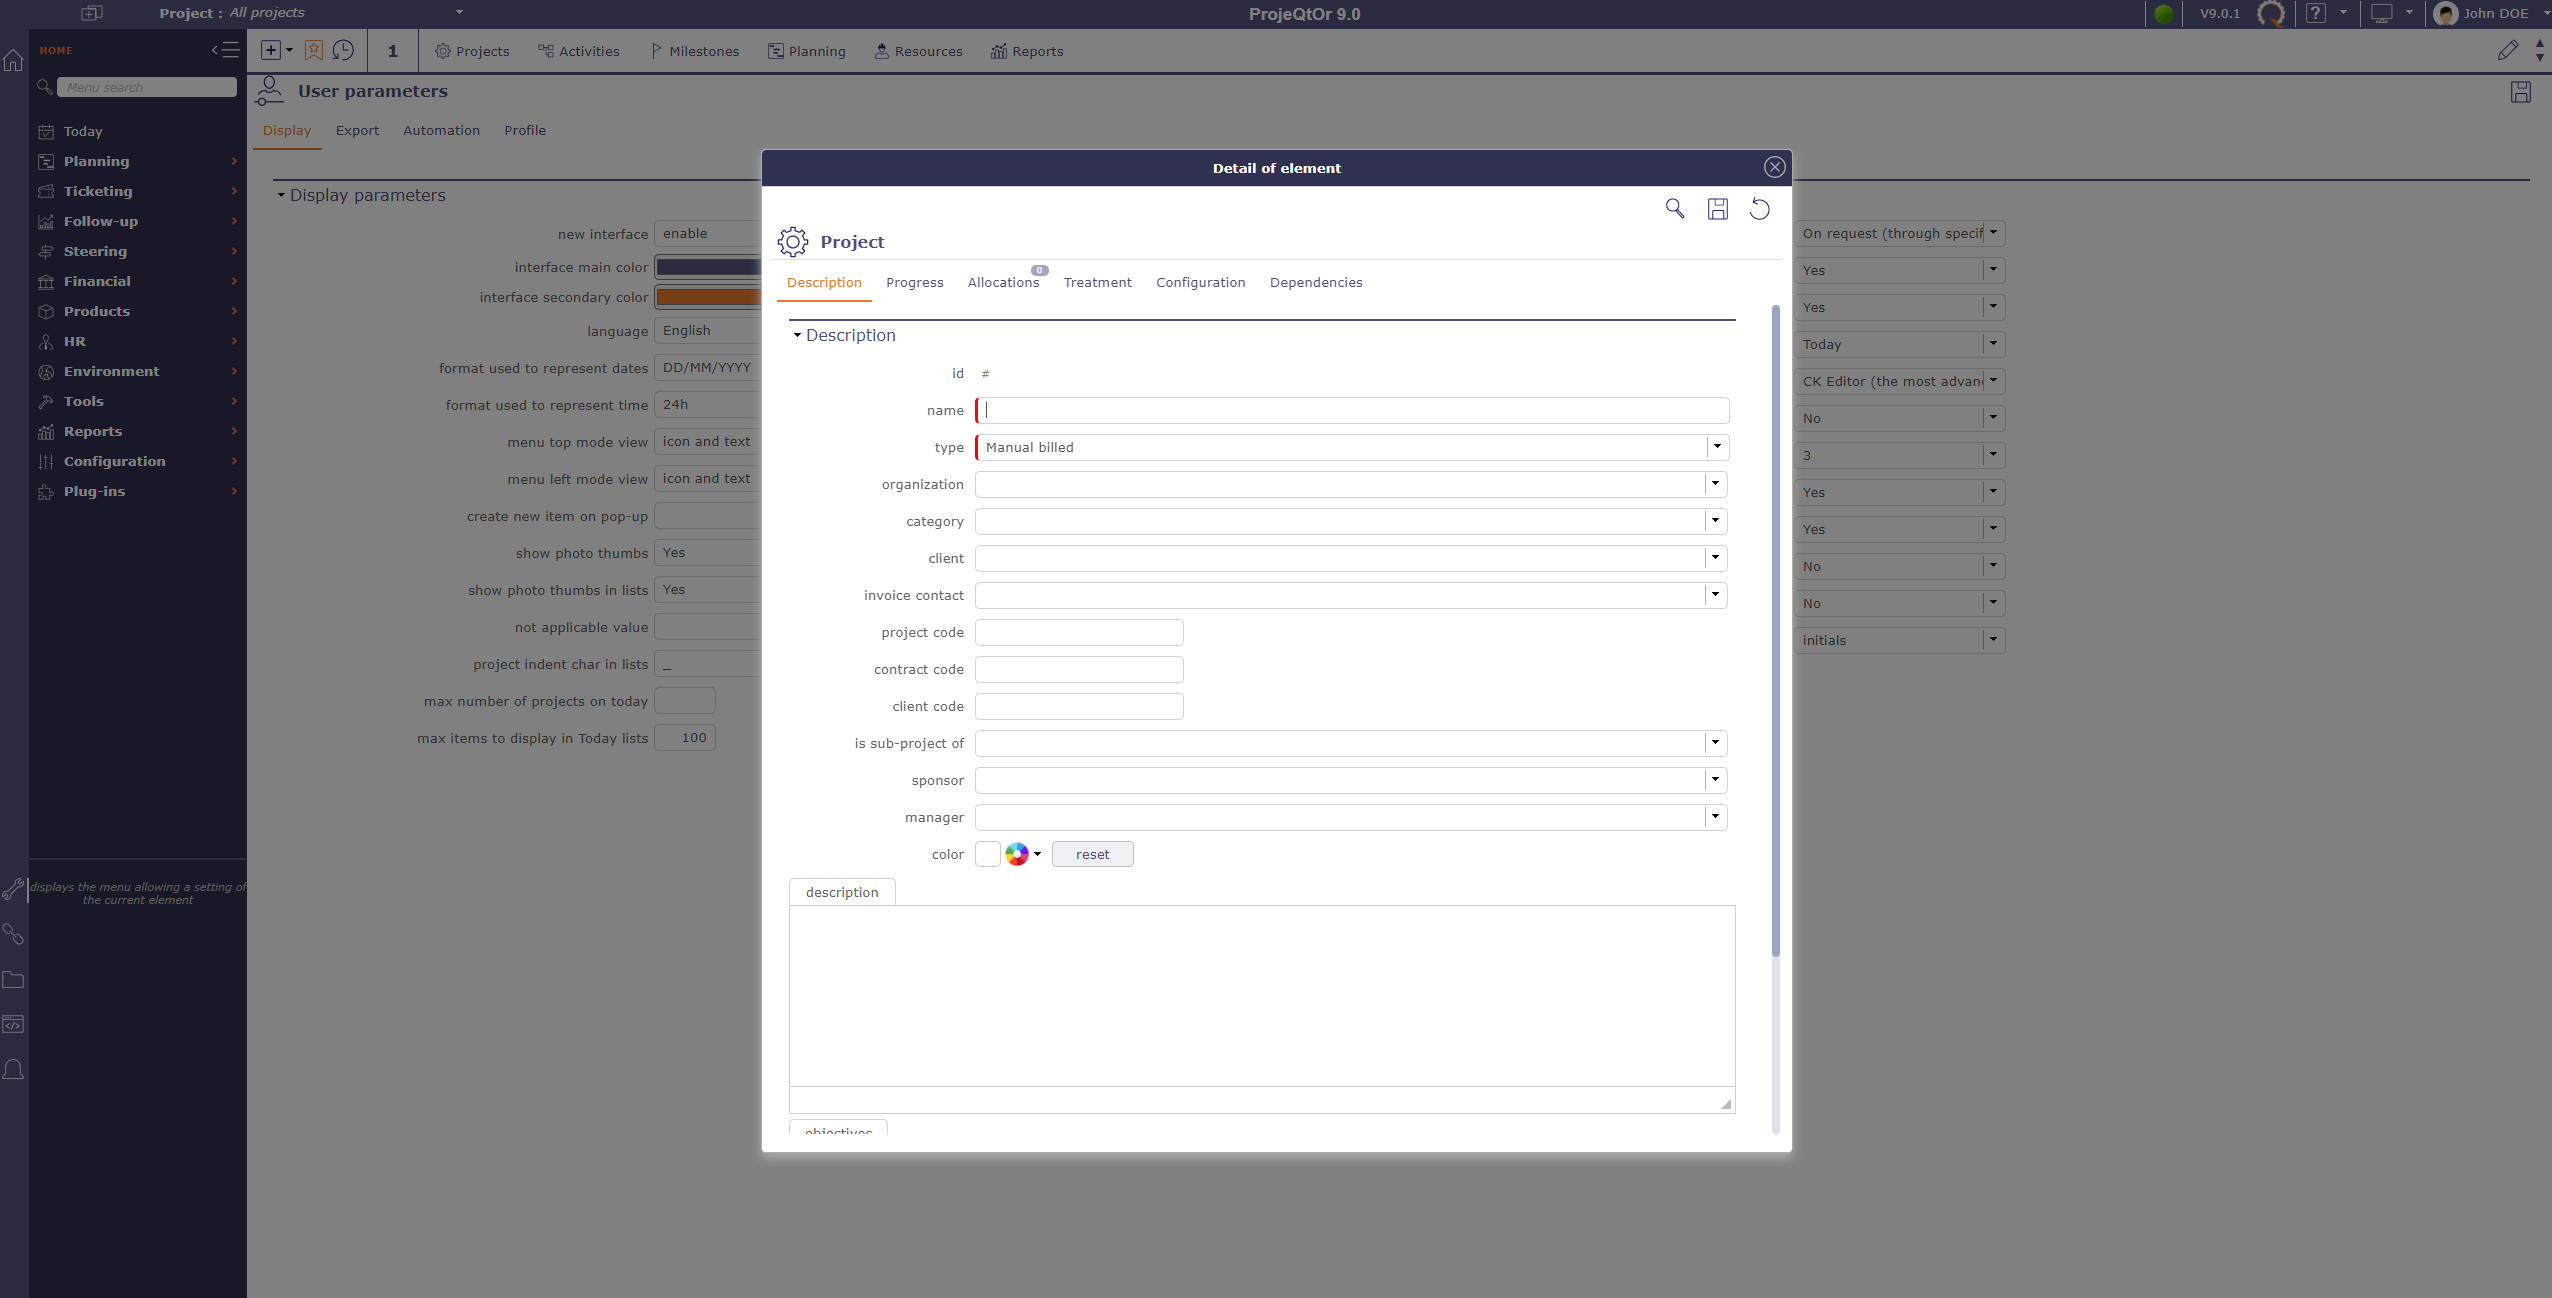 Project : All projects
ProjeQtOr 9.0
V9.0.1
?
John DOE
HOME
1
Projects
Activities
Milestones
Planning
Resources
Reports
Menu search
User parameters
Display
Export
Automation
Profile
Today
Planning
Ticketing
Follow-up
Steering
Financial
Products
HR
Environment
Tools
Reports
Configuration
Plug-ins
displays the menu allowing a setting of
the current element
Display parameters
new interface enable
interface main color
interface secondary color
language English
format used to represent dates DD/MM/YYYY
format used to represent time 24h
menu top mode view icon and text
menu left mode view icon and text
create new item on pop-up
show photo thumbs Yes
show photo thumbs in lists Yes
not applicable value
project indent char in lists _
max number of projects on today
max items to display in Today lists 100
Detail of element
Project
Description
Progress
Allocations 0
Treatment
Configuration
Dependencies
Description
id #
name
type Manual billed
organization
category
client
invoice contact
project code
contract code
client code
is sub-project of
sponsor
manager
color reset
description
objectives
On request (through specif
Yes
Yes
Today
CK Editor (the most advan
No
3
Yes
Yes
No
No
initials